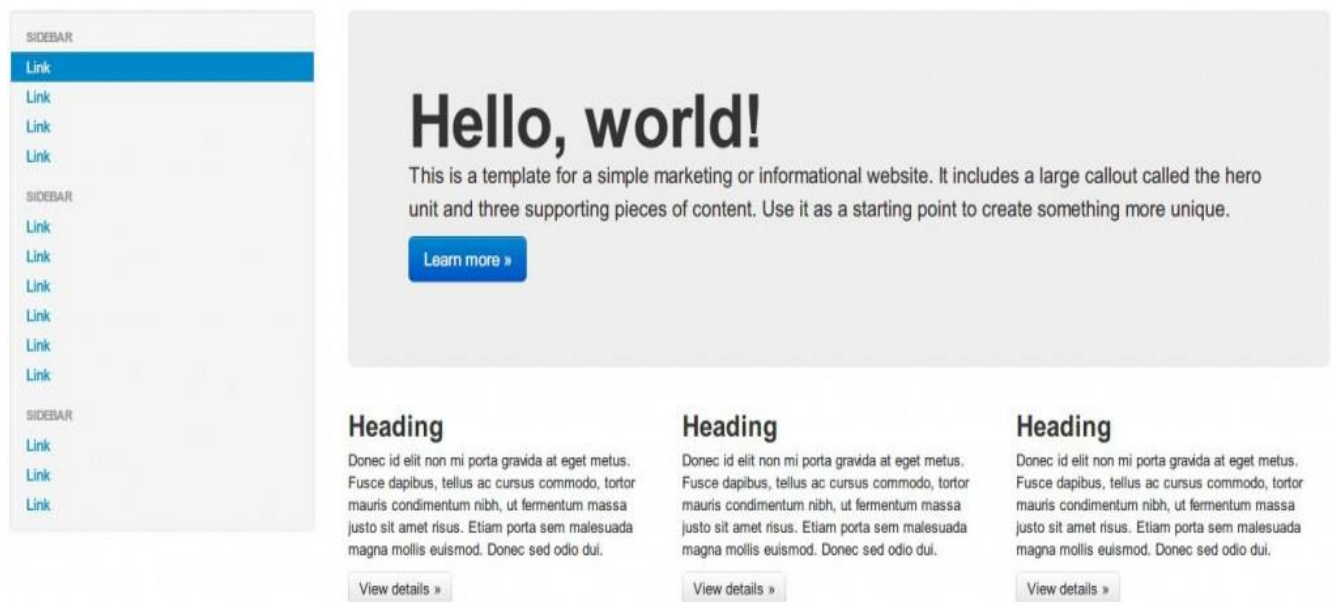 SIDEBAR
Link
Link
Link
Link
SIDEBAR
Link
Link
Link
Link
Link
Link
SIDEBAR
Link
Link
Link
Hello, world!
This is a template for a simple marketing or informational website. It includes a large callout called the hero
unit and three supporting pieces of content. Use it as a starting point to create something more unique.
Learn more »
Heading
Donec id elit non mi porta gravida at eget metus.
Fusce dapibus, tellus ac cursus commodo, tortor
mauris condimentum nibh, ut fermentum massa
justo sit amet risus. Etiam porta sem malesuada
magna mollis euismod. Donec sed odio dui.
View details »
Heading
Donec id elit non mi porta gravida at eget metus.
Fusce dapibus, tellus ac cursus commodo, tortor
mauris condimentum nibh, ut fermentum massa
justo sit amet risus. Etiam porta sem malesuada
magna mollis euismod. Donec sed odio dui.
View details »
Heading
Donec id elit non mi porta gravida at eget metus.
Fusce dapibus, tellus ac cursus commodo, tortor
mauris condimentum nibh, ut fermentum massa
justo sit amet risus. Etiam porta sem malesuada
magna mollis euismod. Donec sed odio dui.
View details »